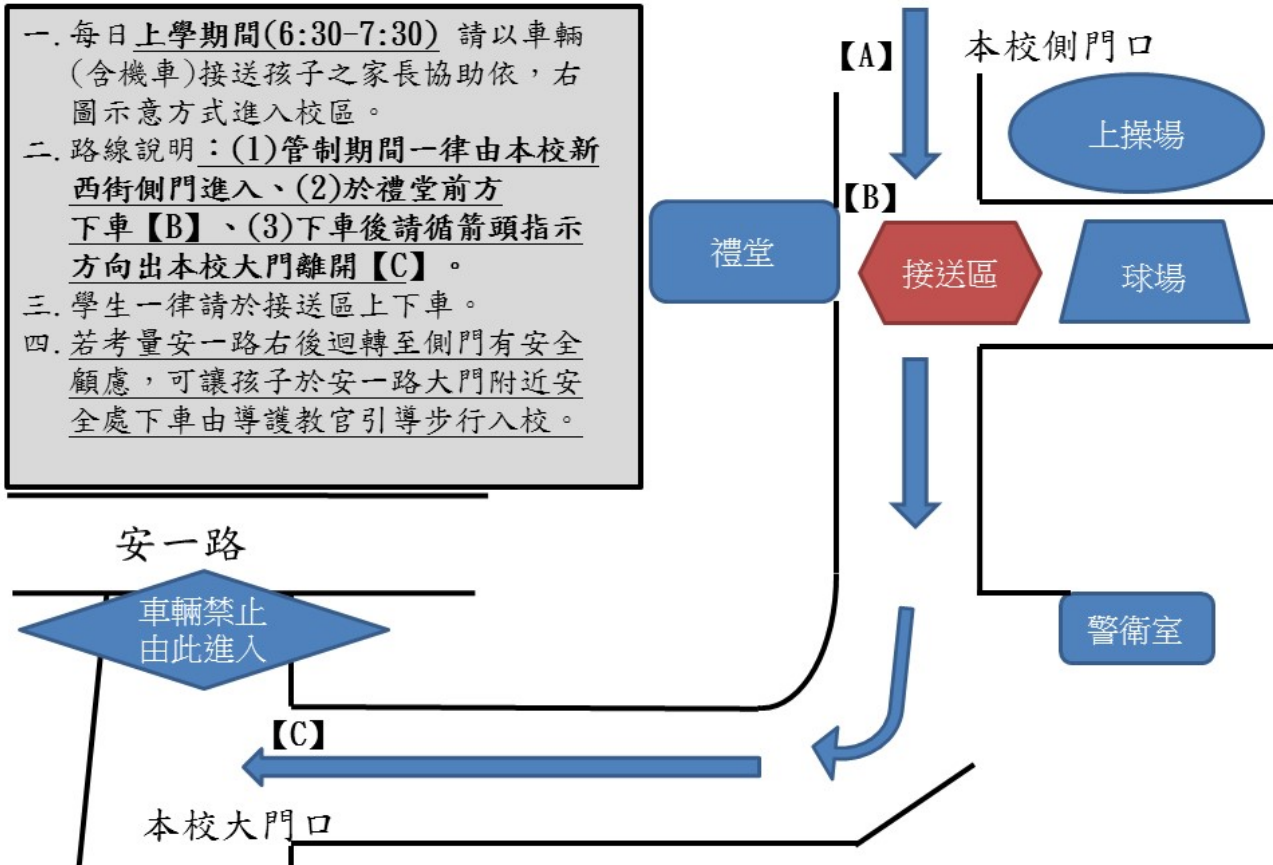 一. 每日上學期間(6:30-7:30) 請以車輛
(含機車)接送孩子之家長協助依，右
圖示意方式進入校區。
二. 路線說明：(1)管制期間一律由本校新
西街側門進入、(2)於禮堂前方
下車【B】、(3)下車後請循箭頭指示
方向出本校大門離開【C】。
三. 學生一律請於接送區上下車。
四. 若考量安一路右後迴轉至側門有安全
顧慮，可讓孩子於安一路大門附近安
全處下車由導護教官引導步行入校。
【A】
本校側門口
上操場
【B】
禮堂
接送區
球場
安一路
車輛禁止
由此進入
警衛室
【C】
本校大門口